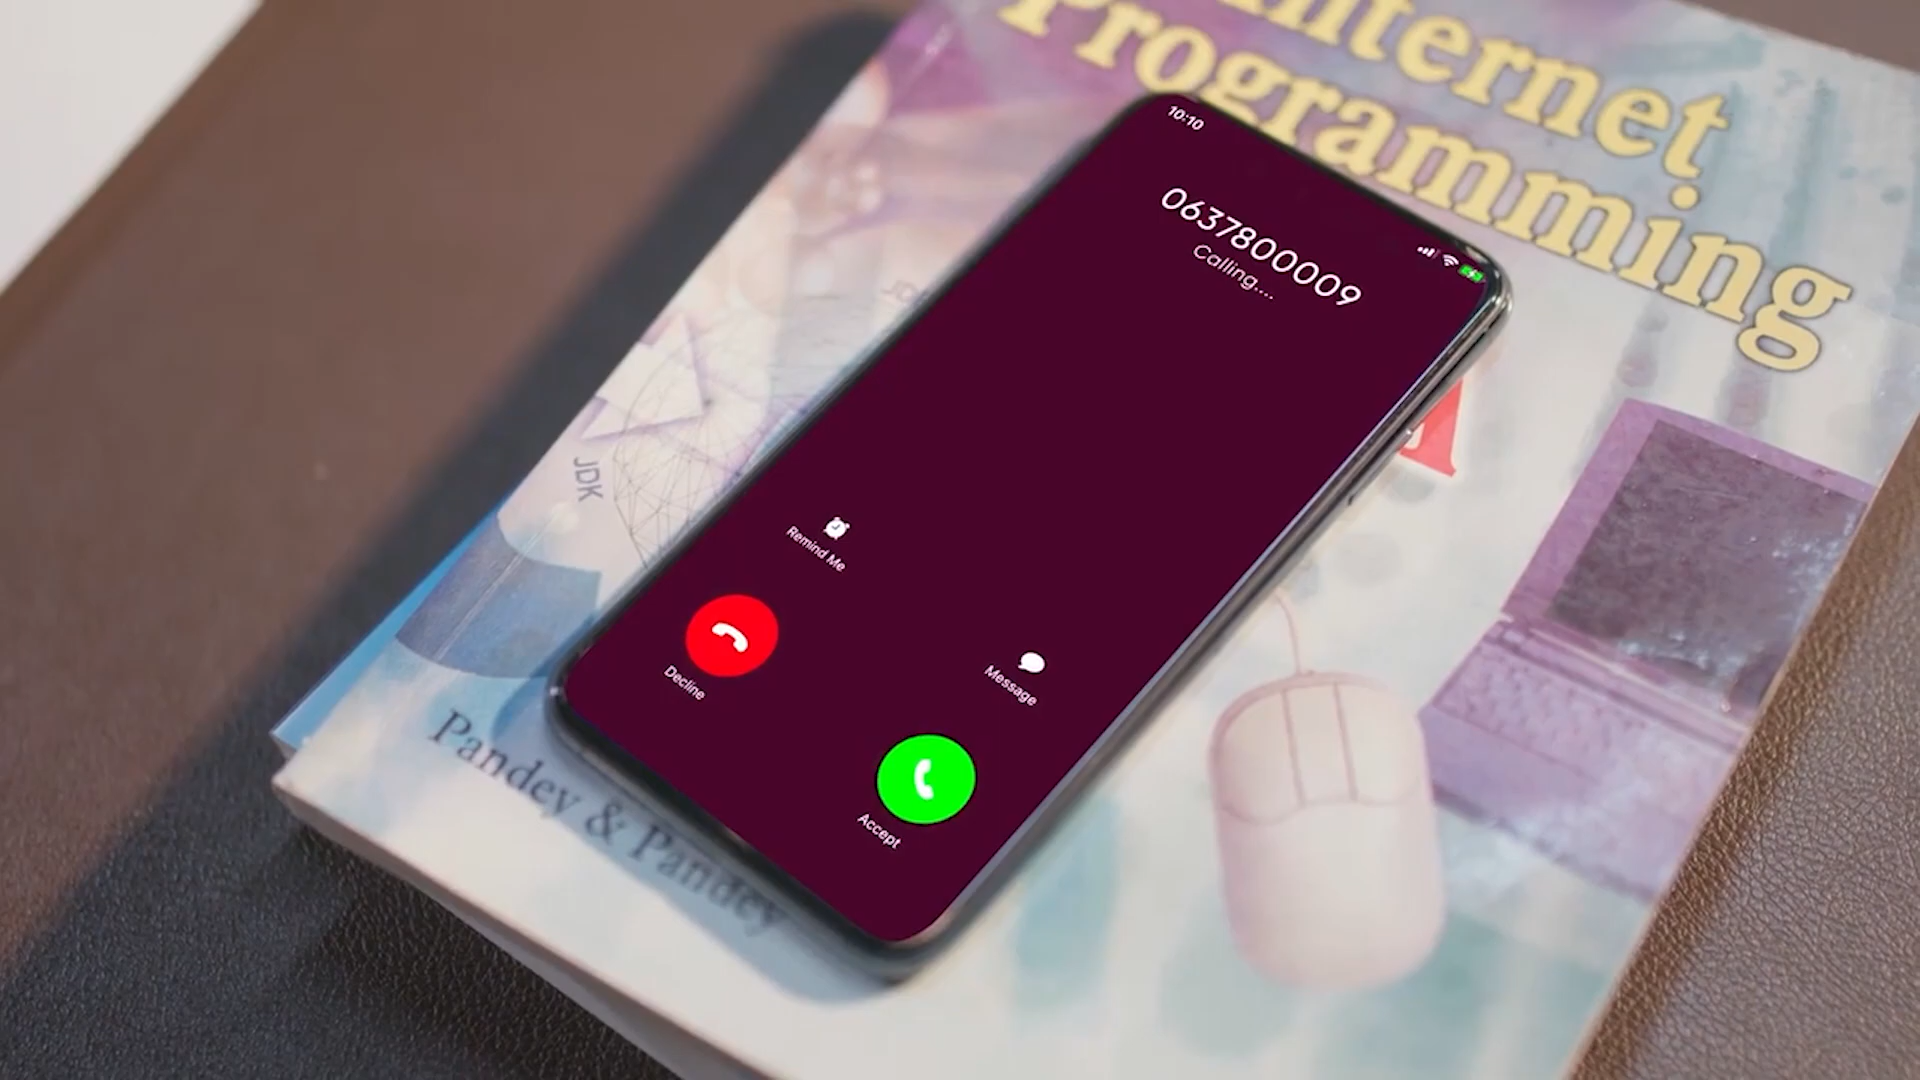 Internet
Programming
10:10
0637800009
Calling....
JDK
Remind Me
Decline
Message
Accept
Pandey & Pandey